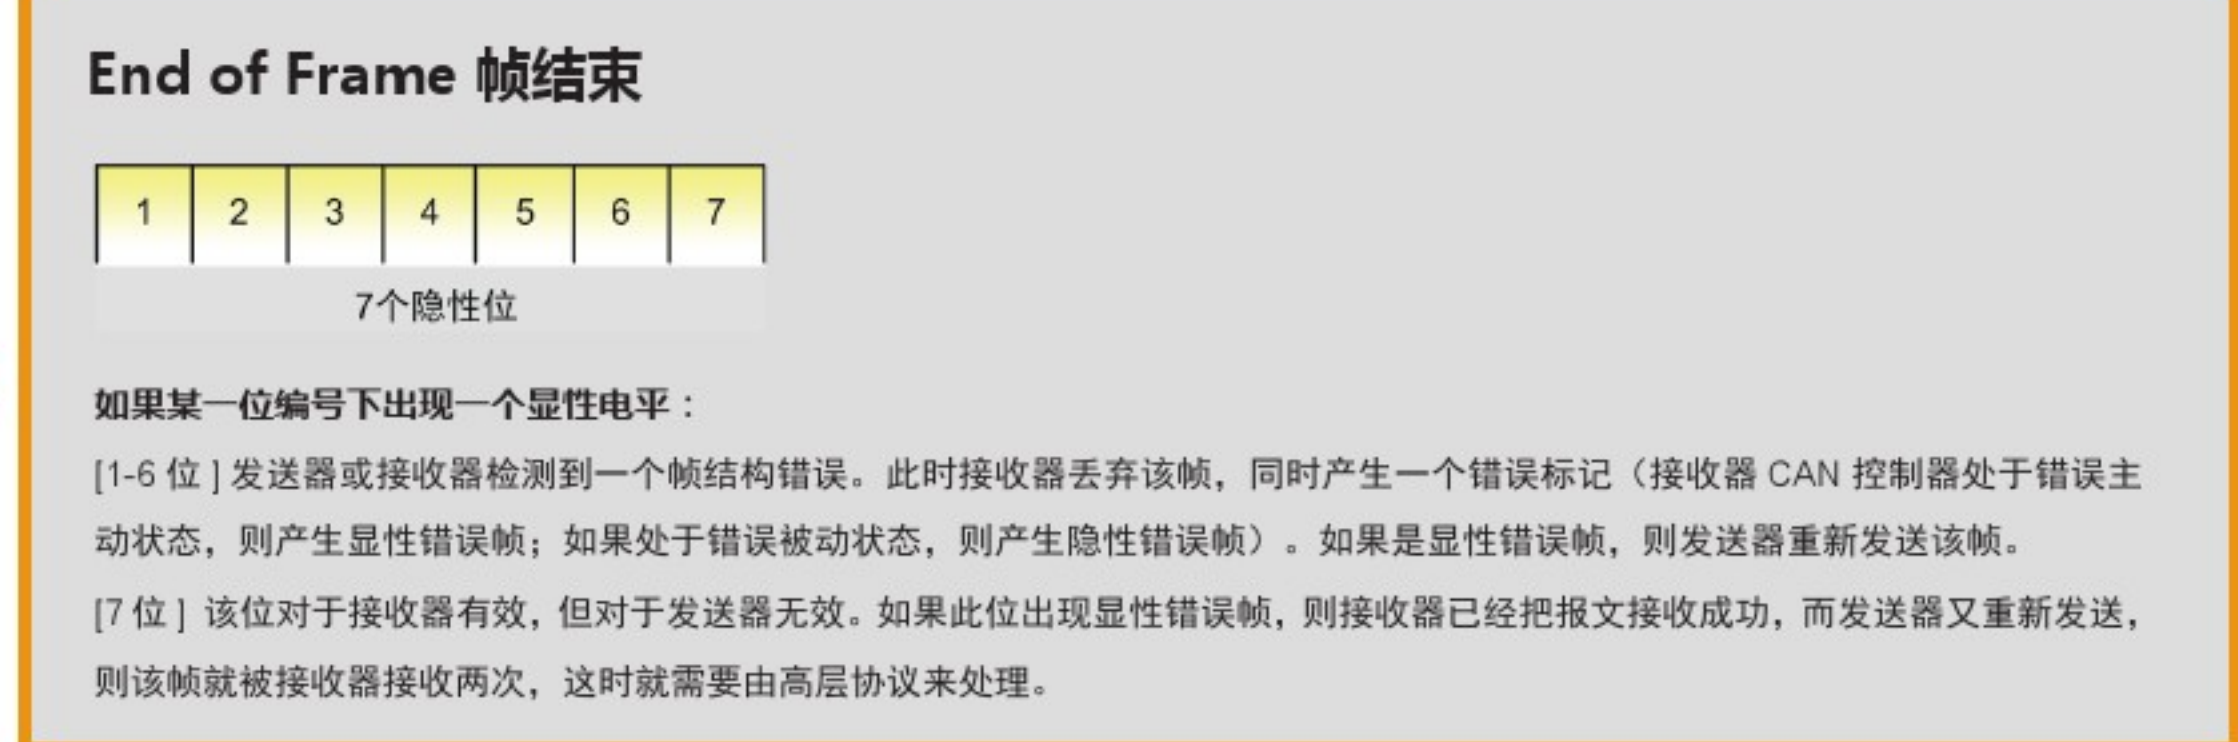 End of Frame 帧结束
1 2 3 4 5 6 7
7个隐性位
如果某一位编号下出现一个显性电平：
[1-6 位 ] 发送器或接收器检测到一个帧结构错误。此时接收器丢弃该帧，同时产生一个错误标记（接收器 CAN 控制器处于错误主
动状态，则产生显性错误帧；如果处于错误被动状态，则产生隐性错误帧）。如果是显性错误帧，则发送器重新发送该帧。
[7 位 ] 该位对于接收器有效，但对于发送器无效。如果此位出现显性错误帧，则接收器已经把报文接收成功，而发送器又重新发送，
则该帧就被接收器接收两次，这时就需要由高层协议来处理。